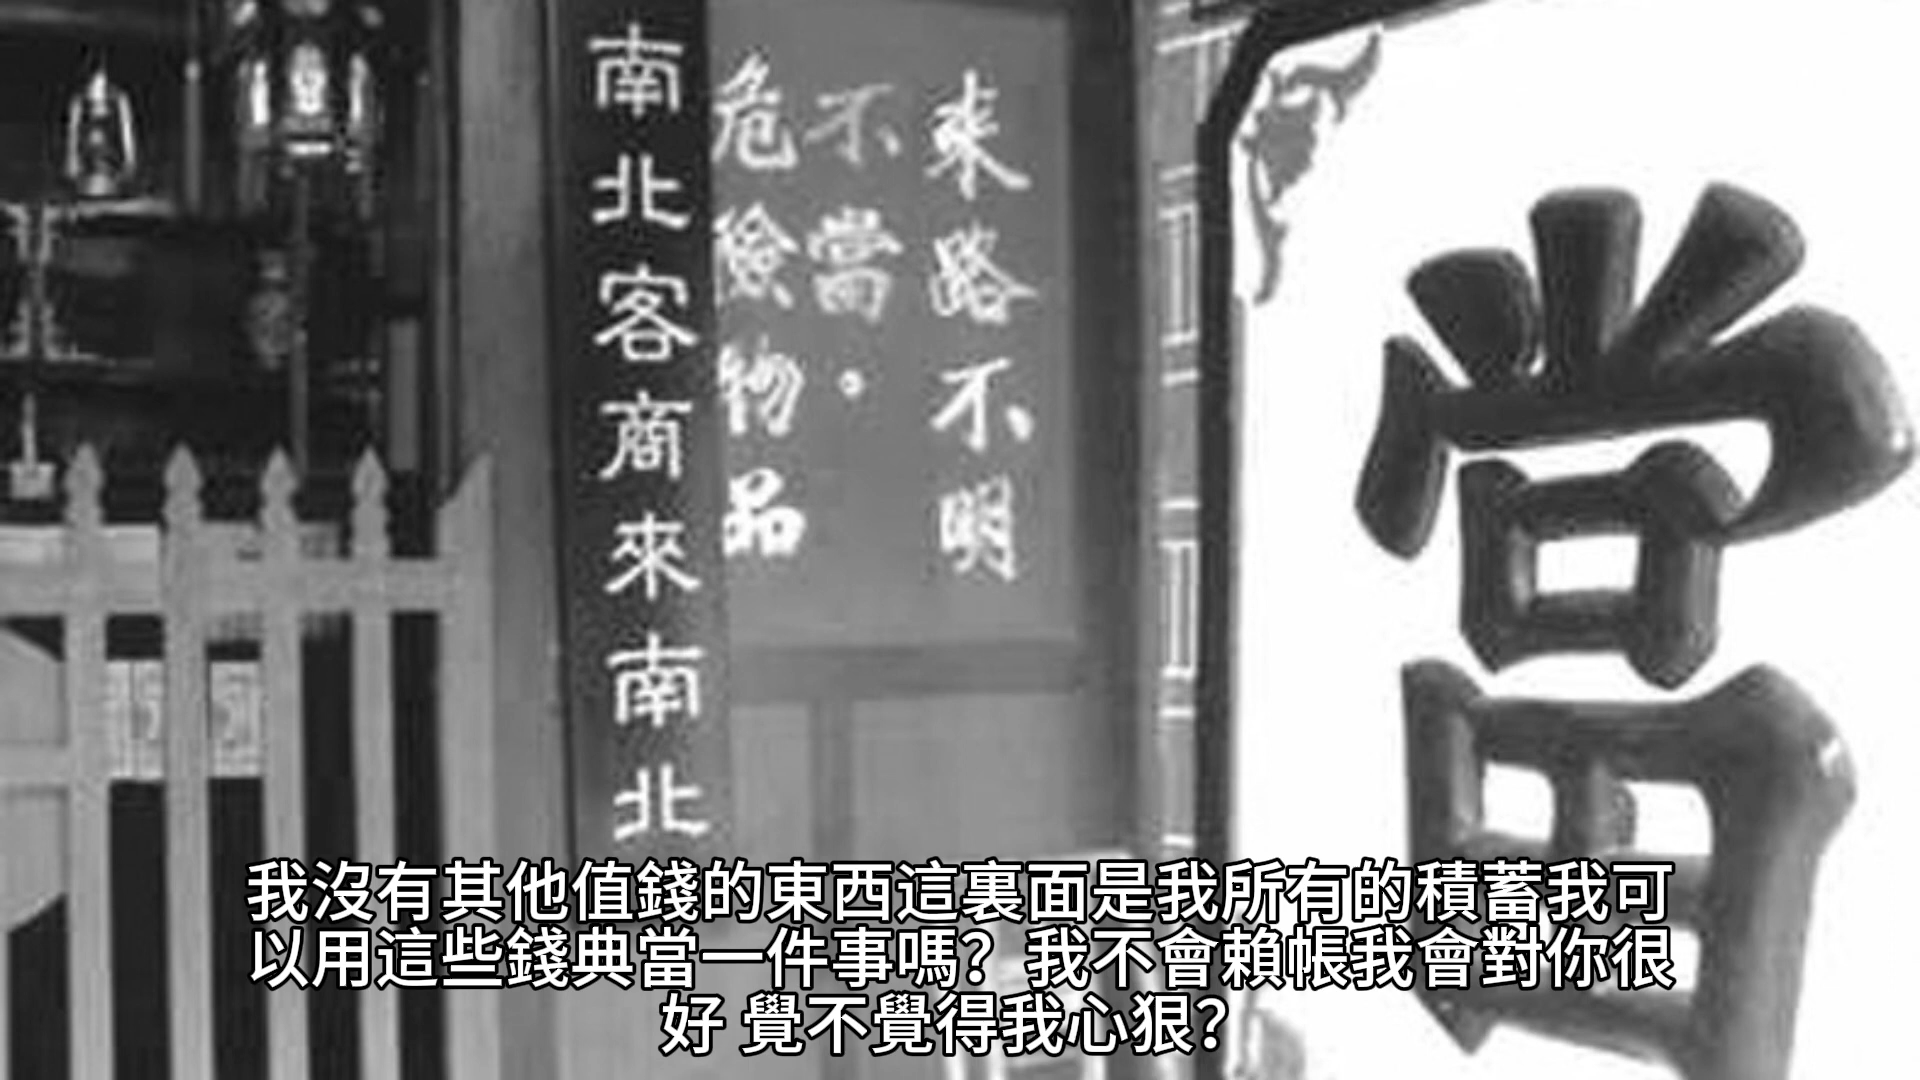 當
來路不明
不當。
危險物品
南北客商來南北
我沒有其他值錢的東西這裏面是我所有的積蓄我可
以用這些錢典當一件事嗎？我不會賴帳我會對你很
好 覺不覺得我心狠？